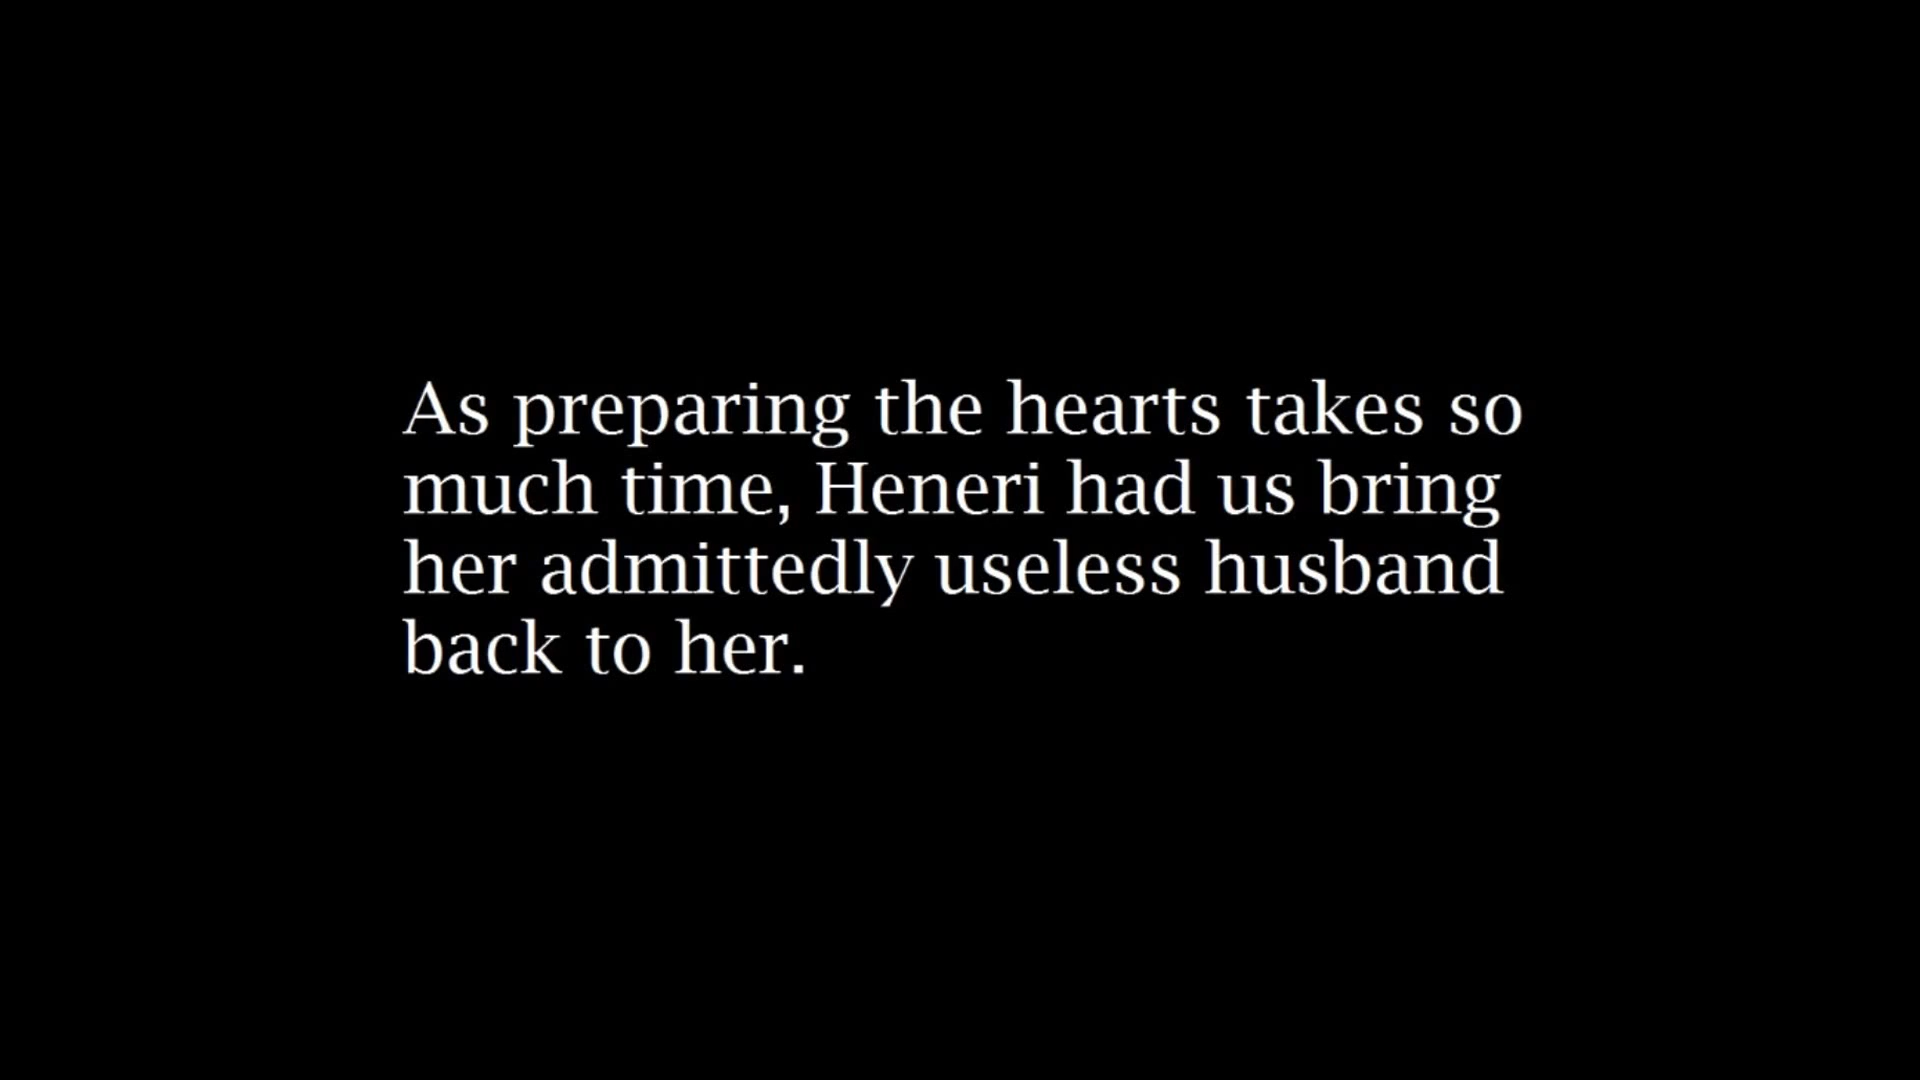 As preparing the hearts takes so
much time, Heneri had us bring
her admittedly useless husband
back to her.